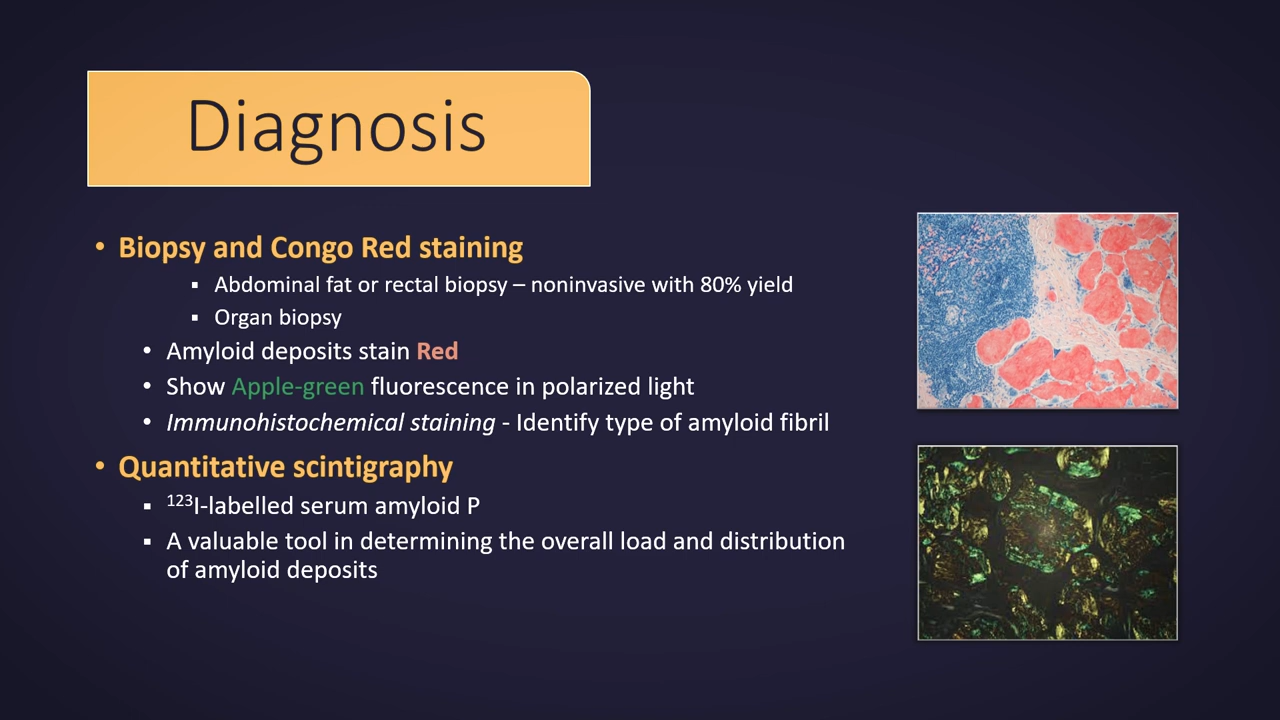 Diagnosis
• Biopsy and Congo Red staining
▪ Abdominal fat or rectal biopsy – noninvasive with 80% yield
▪ Organ biopsy
• Amyloid deposits stain Red
• Show Apple-green fluorescence in polarized light
• Immunohistochemical staining - Identify type of amyloid fibril
• Quantitative scintigraphy
▪ ¹²³I-labelled serum amyloid P
▪ A valuable tool in determining the overall load and distribution
of amyloid deposits